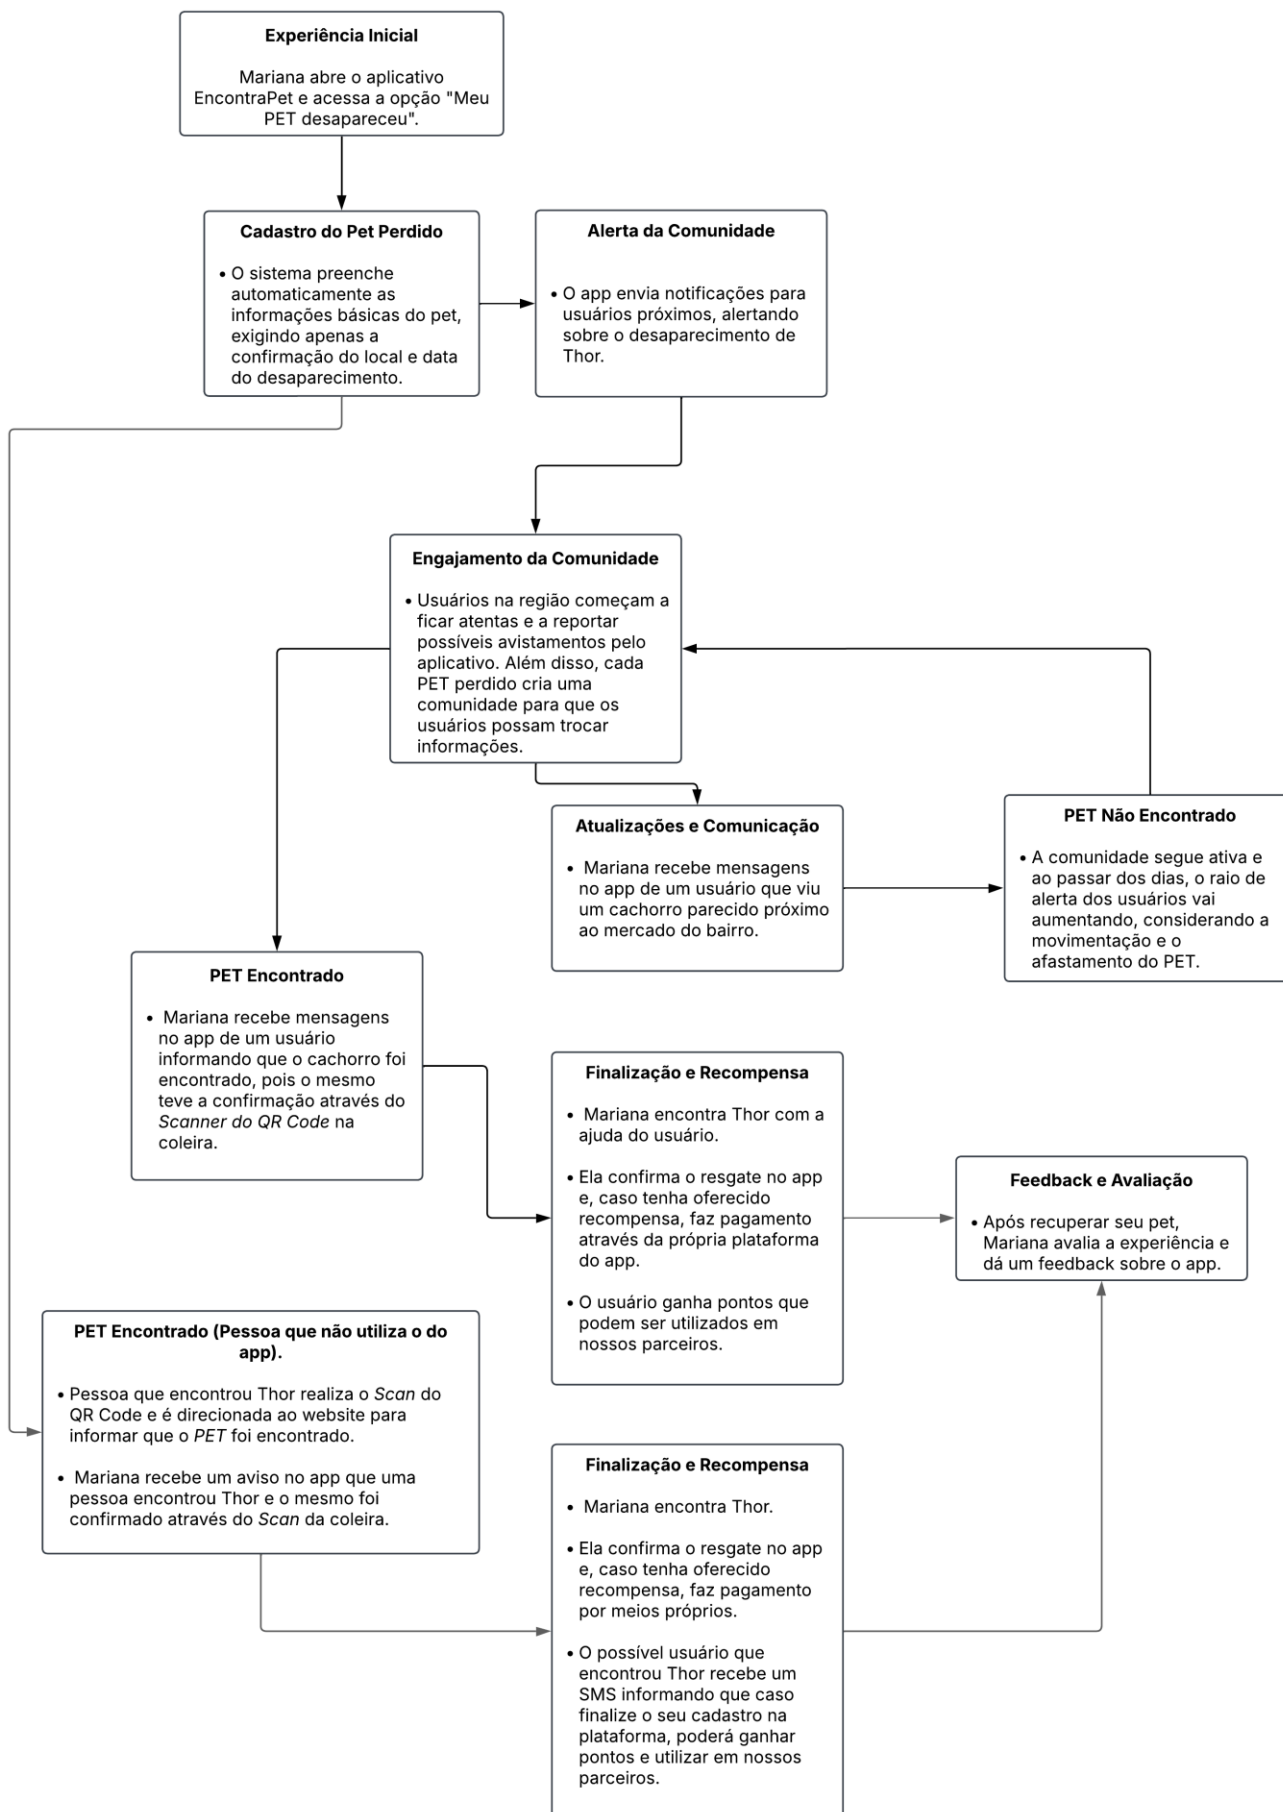 Experiência Inicial
Mariana abre o aplicativo
EncontraPet e acessa a opção "Meu
PET desapareceu".
Cadastro do Pet Perdido
• O sistema preenche
automaticamente as
informações básicas do pet,
exigindo apenas a
confirmação do local e data
do desaparecimento.
Alerta da Comunidade
• O app envia notificações para
usuários próximos, alertando
sobre o desaparecimento de
Thor.
Engajamento da Comunidade
• Usuários na região começam a
ficar atentas e a reportar
possíveis avistamentos pelo
aplicativo. Além disso, cada
PET perdido cria uma
comunidade para que os
usuários possam trocar
informações.
Atualizações e Comunicação
• Mariana recebe mensagens
no app de um usuário que viu
um cachorro parecido próximo
ao mercado do bairro.
PET Não Encontrado
• A comunidade segue ativa e
ao passar dos dias, o raio de
alerta dos usuários vai
aumentando, considerando a
movimentação e o
afastamento do PET.
PET Encontrado
• Mariana recebe mensagens
no app de um usuário
informando que o cachorro foi
encontrado, pois o mesmo
teve a confirmação através do
Scanner do QR Code na
coleira.
Finalização e Recompensa
• Mariana encontra Thor com a
ajuda do usuário.
• Ela confirma o resgate no app
e, caso tenha oferecido
recompensa, faz pagamento
através da própria plataforma
do app.
• O usuário ganha pontos que
podem ser utilizados em
nossos parceiros.
Feedback e Avaliação
• Após recuperar seu pet,
Mariana avalia a experiência e
dá um feedback sobre o app.
PET Encontrado (Pessoa que não utiliza o do
app).
• Pessoa que encontrou Thor realiza o Scan do
QR Code e é direcionada ao website para
informar que o PET foi encontrado.
• Mariana recebe um aviso no app que uma
pessoa encontrou Thor e o mesmo foi
confirmado através do Scan da coleira.
Finalização e Recompensa
• Mariana encontra Thor.
• Ela confirma o resgate no app
e, caso tenha oferecido
recompensa, faz pagamento
por meios próprios.
• O possível usuário que
encontrou Thor recebe um
SMS informando que caso
finalize o seu cadastro na
plataforma, poderá ganhar
pontos e utilizar em nossos
parceiros.